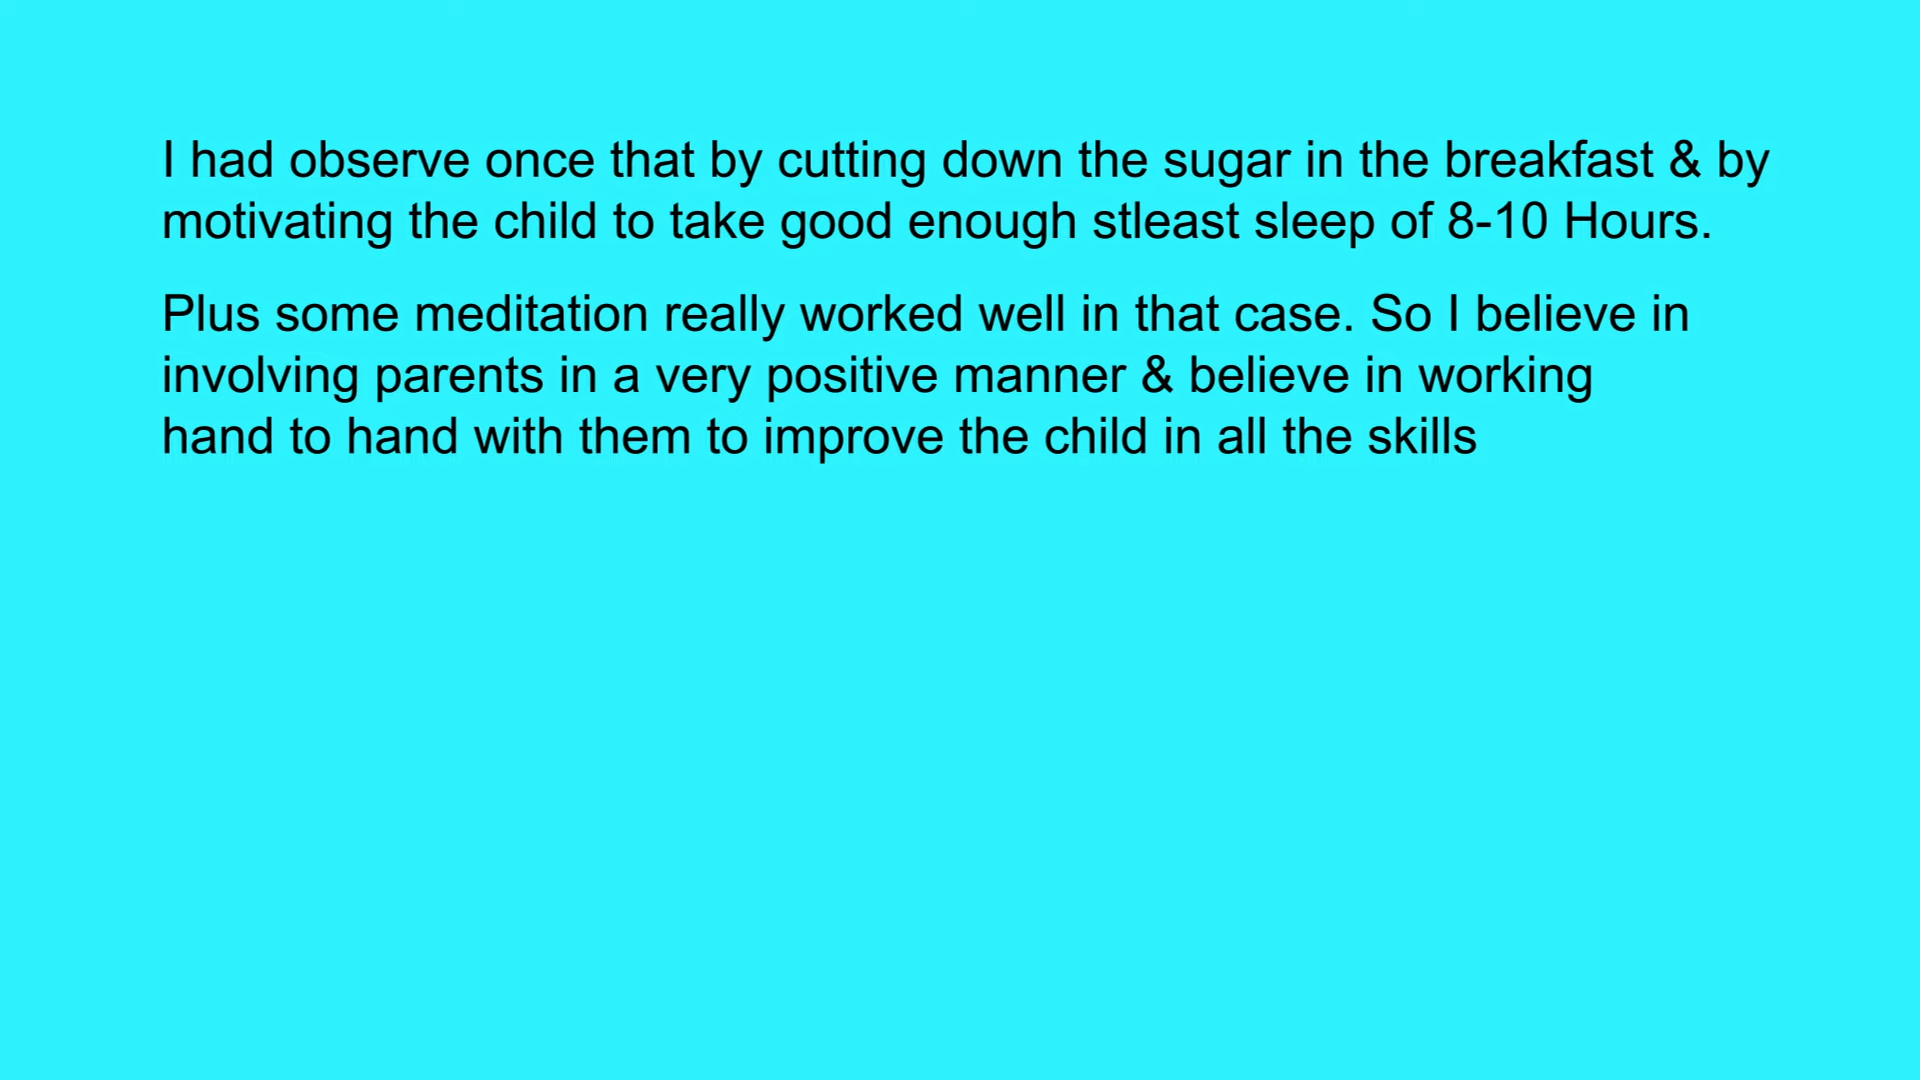 I had observe once that by cutting down the sugar in the breakfast & by
motivating the child to take good enough stleast sleep of 8-10 Hours.
Plus some meditation really worked well in that case. So I believe in
involving parents in a very positive manner & believe in working
hand to hand with them to improve the child in all the skills